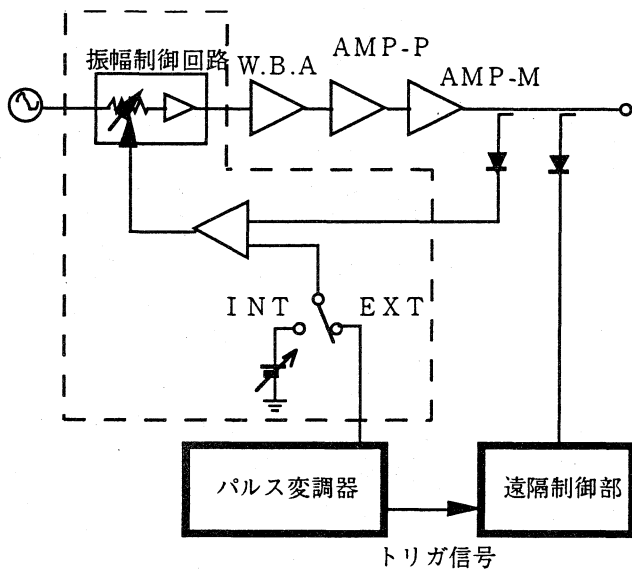 振幅制御回路
W.B.A
AMP-P
AMP-M
INT
EXT
パルス変調器
遠隔制御部
トリガ信号